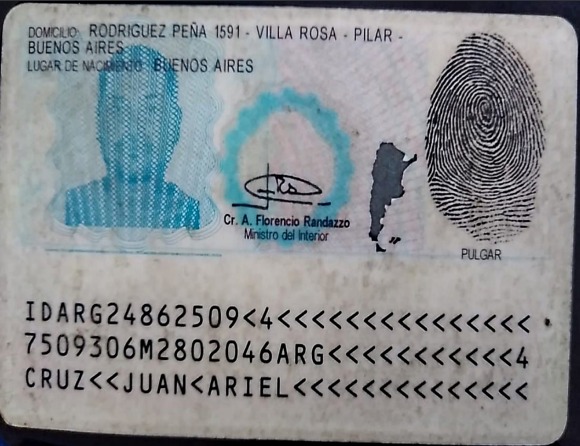 DOMICILIO: RODRIGUEZ PEÑA 1591 - VILLA ROSA - PILAR -
BUENOS AIRES
LUGAR DE NACIMIENTO: BUENOS AIRES
Cr. A. Florencio Randazzo
Ministro del Interior
PULGAR
IDARG24862509<4<<<<<<<<<<<<<<<
7509306M2802046ARG<<<<<<<<<<<4
CRUZ<<JUAN<ARIEL<<<<<<<<<<<<<<